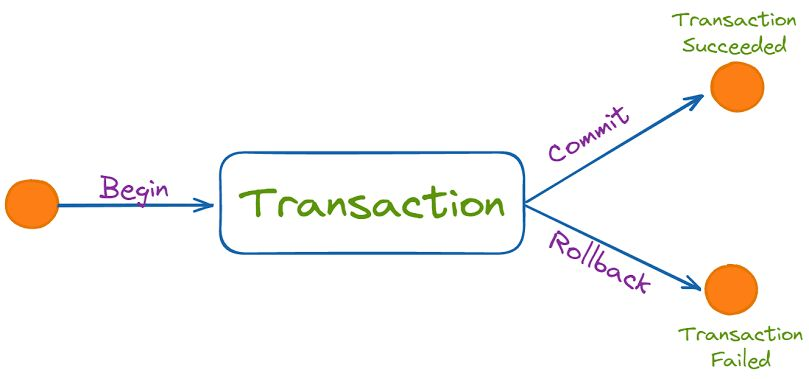 Transaction
Succeeded
Commit
Begin
Transaction
Rollback
Transaction
Failed